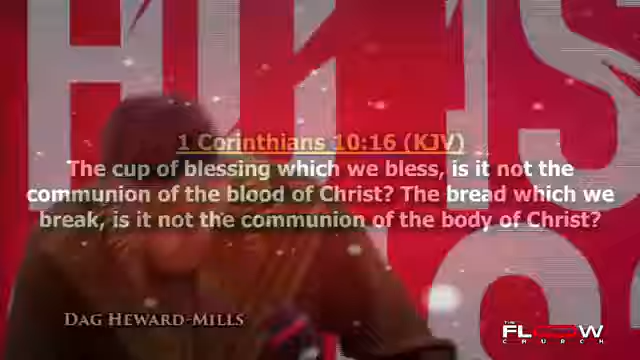 1 Corinthians 10:16 (KJV)
The cup of blessing which we bless, is it not the
communion of the blood of Christ? The bread which we
break, is it not the communion of the body of Christ?
DAG HEWARD-MILLS
THE
FLOW
CHURCH